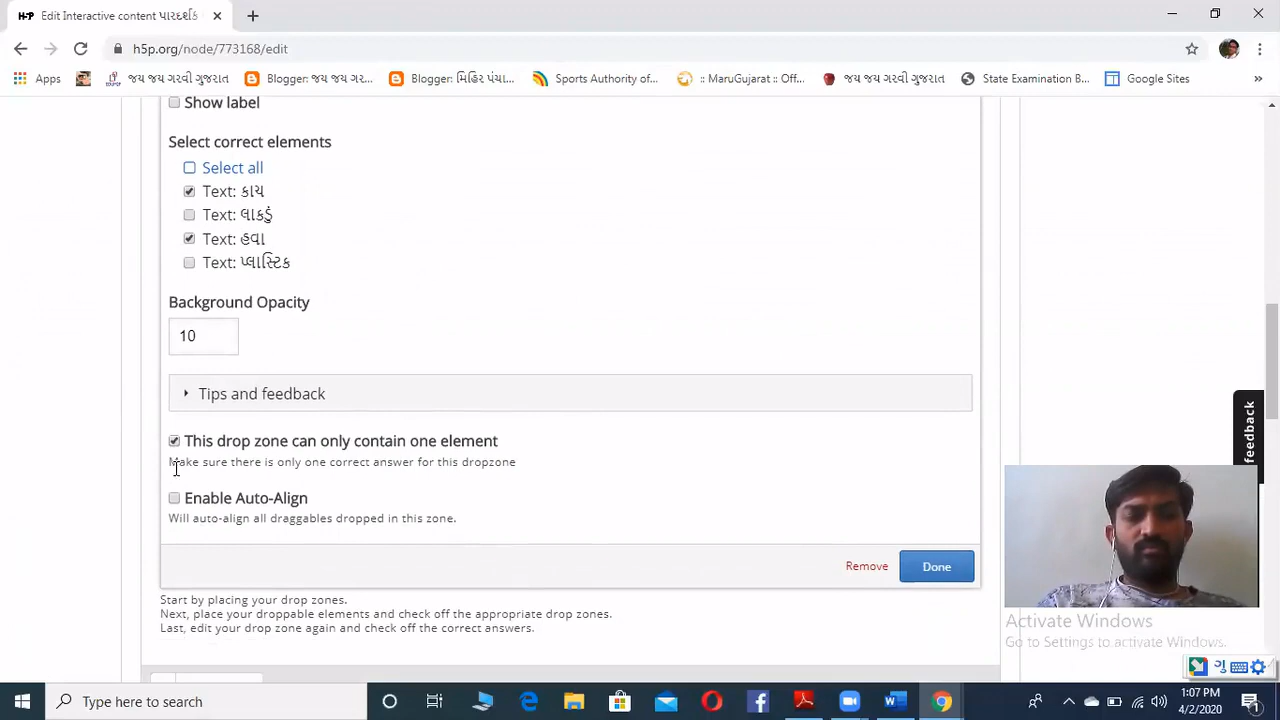 H-P Edit Interactive content પારદર્શક
h5p.org/node/773168/edit
Apps જય જય ગરવી ગુજરાત Blogger: જય જય ગર... Blogger: મિહિર પંચા... Sports Authority of... :: MaruGujarat :: Off... જય જય ગરવી ગુજરાત State Examination B... Google Sites »
Show label
Select correct elements
Select all
Text: કાચ
Text: લાકડું
Text: હવા
Text: પ્લાસ્ટિક
Background Opacity
10
Tips and feedback
This drop zone can only contain one element
Make sure there is only one correct answer for this dropzone
Enable Auto-Align
Will auto-align all draggables dropped in this zone.
Remove Done
Start by placing your drop zones.
Next, place your droppable elements and check off the appropriate drop zones.
Last, edit your drop zone again and check off the correct answers.
feedback
Activate Windows
Go to Settings to activate Windows.
ગુ
Type here to search
1:07 PM
4/2/2020